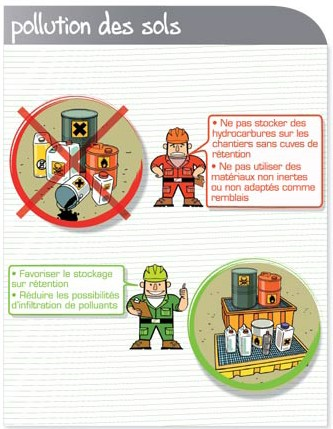 pollution des sols
• Ne pas stocker des
hydrocarbures sur les
chantiers sans cuves de
rétention
• Ne pas utiliser des
matériaux non inertes
ou non adaptés comme
remblais
• Favoriser le stockage
sur rétention
• Réduire les possibilités
d'infiltration de polluants